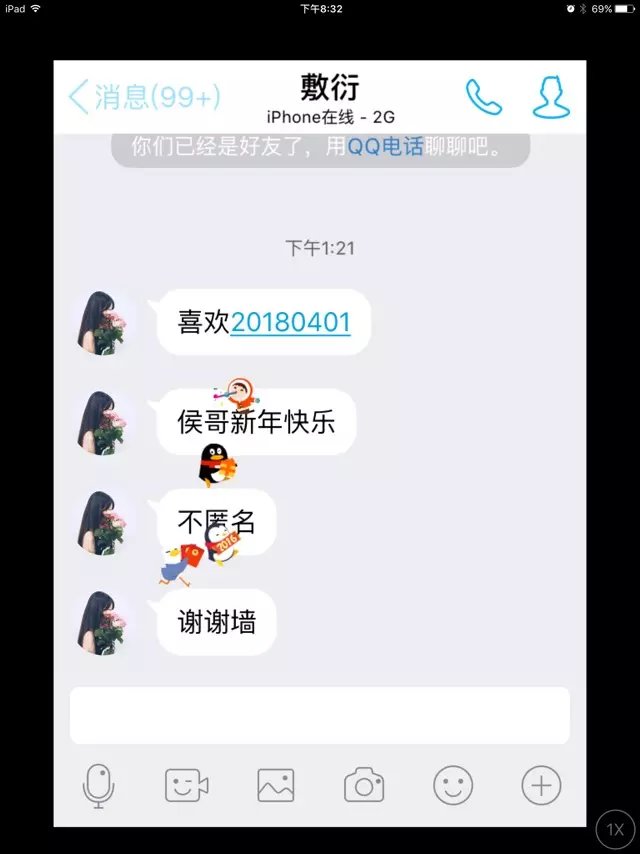 iPad 下午8:32 69%
消息(99+) 敷衍
iPhone在线 - 2G
你们已经是好友了，用QQ电话聊聊吧。
下午1:21
喜欢20180401
侯哥新年快乐
不匿名
2016
谢谢墙
1X